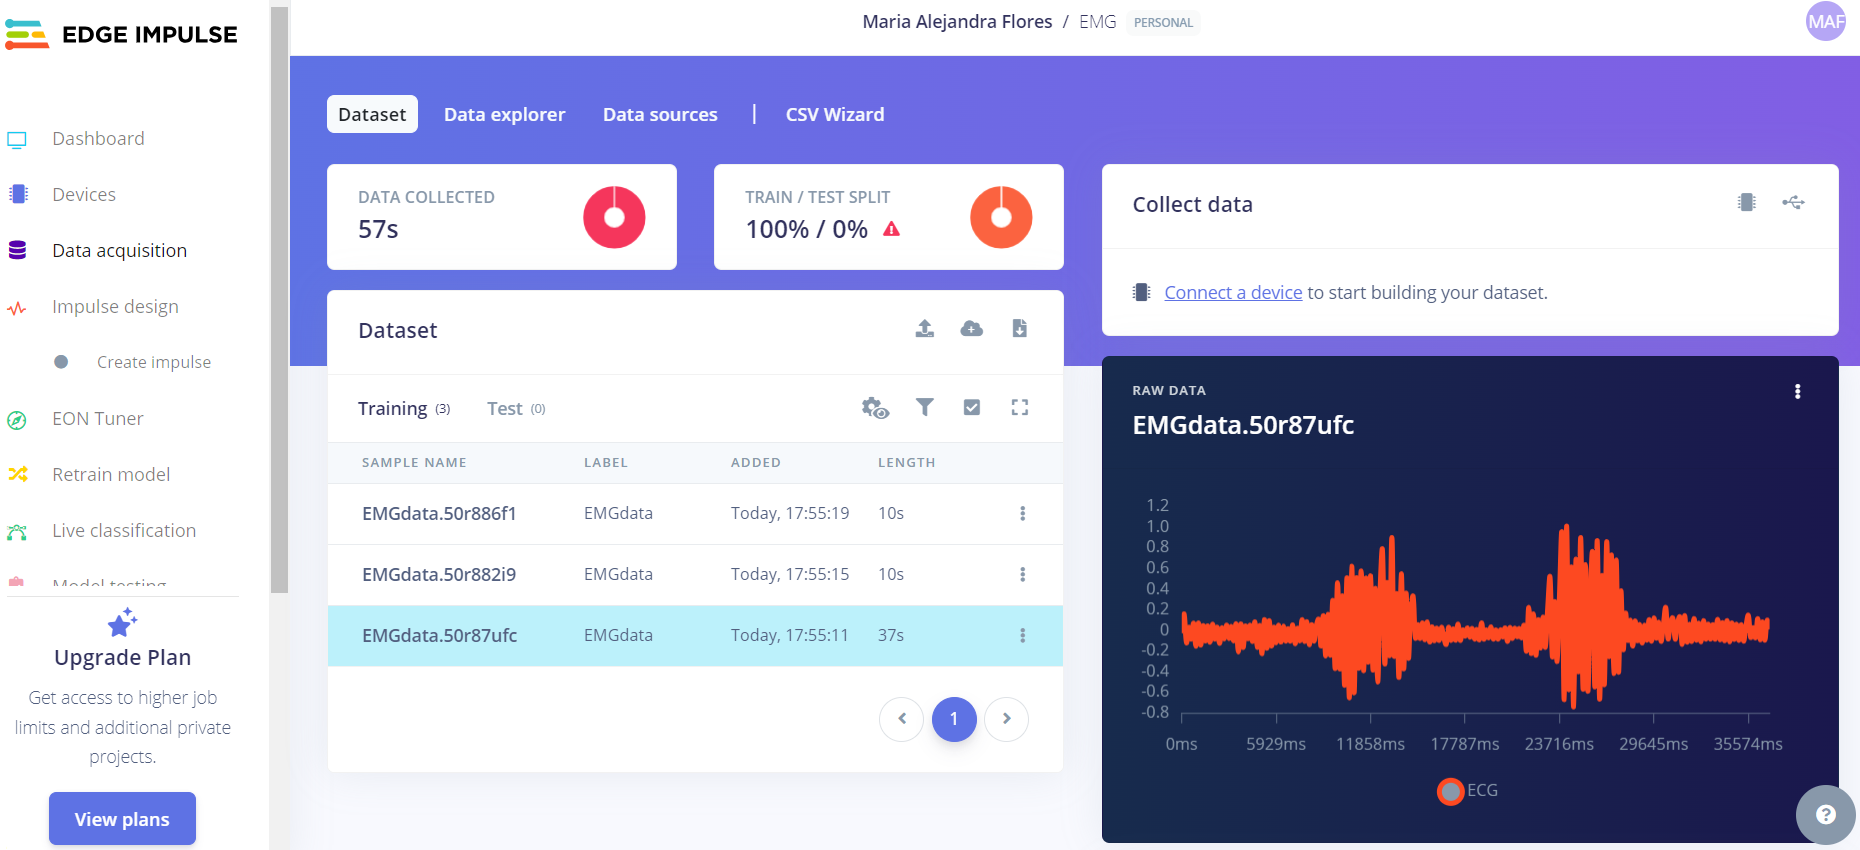 EDGE IMPULSE
Maria Alejandra Flores / EMG PERSONAL
MAF
Dashboard
Devices
Data acquisition
Impulse design
Create impulse
EON Tuner
Retrain model
Live classification
Model testing
Upgrade Plan
Get access to higher job
limits and additional private
projects.
View plans
Dataset Data explorer Data sources | CSV Wizard
DATA COLLECTED
57s
TRAIN / TEST SPLIT
100% / 0%
Collect data
Connect a device to start building your dataset.
Dataset
Training (3) Test (0)
SAMPLE NAME LABEL ADDED LENGTH
EMGdata.50r886f1 EMGdata Today, 17:55:19 10s
EMGdata.50r882i9 EMGdata Today, 17:55:15 10s
EMGdata.50r87ufc EMGdata Today, 17:55:11 37s
1
RAW DATA
EMGdata.50r87ufc
1.2
1.0
0.8
0.6
0.4
0.2
0
-0.2
-0.4
-0.6
-0.8
0ms 5929ms 11858ms 17787ms 23716ms 29645ms 35574ms
ECG
?